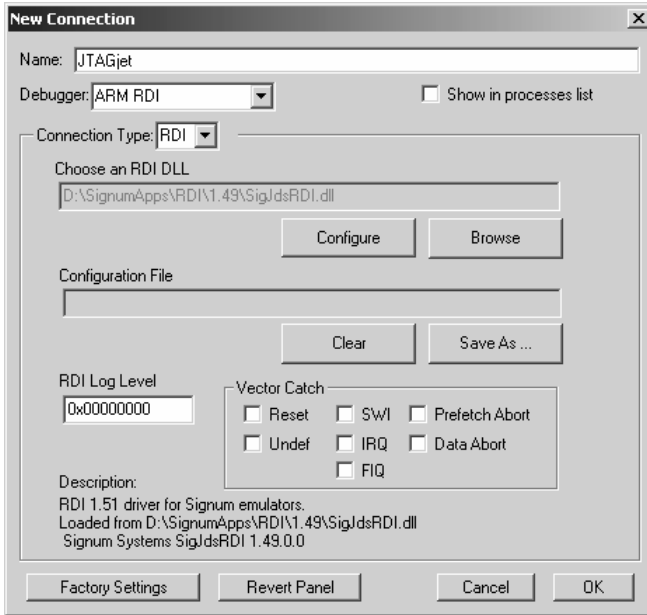 New Connection
Name: JTAGjet
Debugger: ARM RDI
Show in processes list
Connection Type: RDI
Choose an RDI DLL
D:\SignumApps\RDI\1.49\SigJdsRDI.dll
Configure Browse
Configuration File
Clear Save As ...
RDI Log Level
0x00000000
Vector Catch
Reset SWI Prefetch Abort
Undef IRQ Data Abort
FIQ
Description:
RDI 1.51 driver for Signum emulators.
Loaded from D:\SignumApps\RDI\1.49\SigJdsRDI.dll
Signum Systems SigJdsRDI 1.49.0.0
Factory Settings Revert Panel Cancel OK